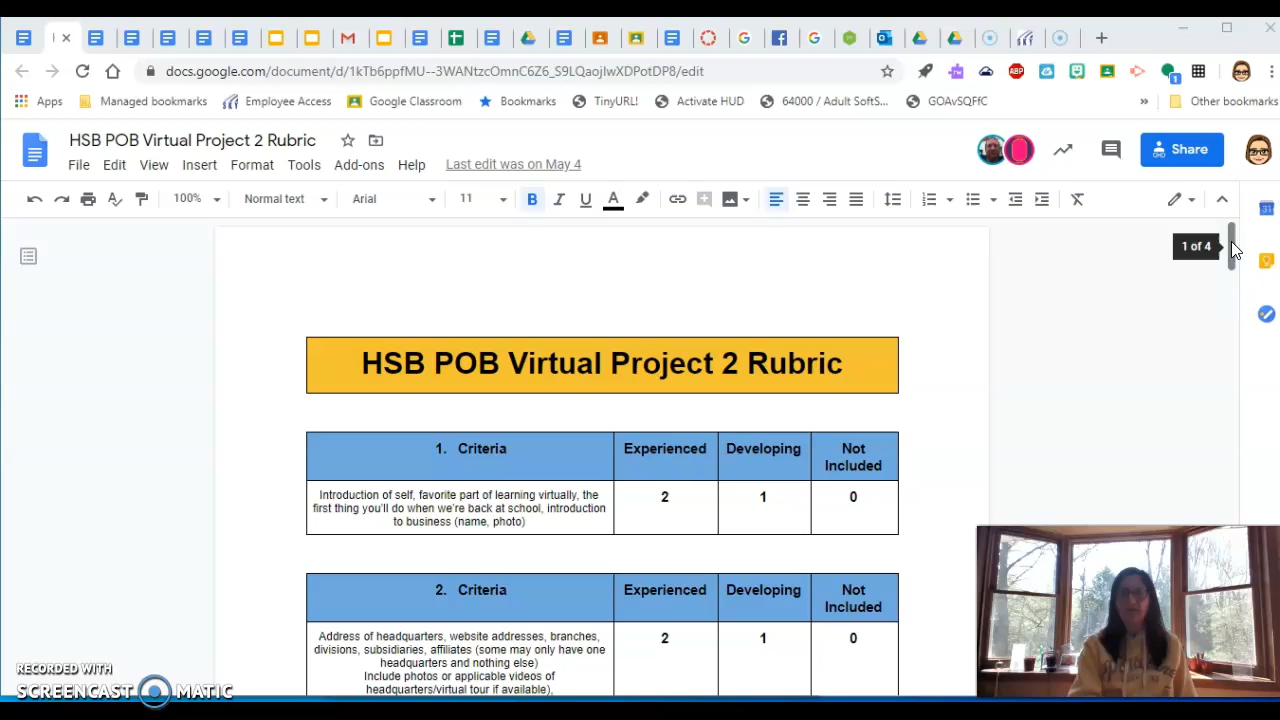 docs.google.com/document/d/1kTb6ppfMU--3WANtzcOmnC6Z6_S9LQaojIwXDPotDP8/edit
ABP
1
Apps Managed bookmarks Employee Access Google Classroom Bookmarks TinyURL! Activate HUD 64000 / Adult SoftS... GOAvSQFfC » Other bookmarks
HSB POB Virtual Project 2 Rubric
File Edit View Insert Format Tools Add-ons Help Last edit was on May 4
Share
100% Normal text Arial 11 B I U A
31
1 of 4
HSB POB Virtual Project 2 Rubric
1. Criteria Experienced Developing Not
Included
Introduction of self, favorite part of learning virtually, the 2 1 0
first thing you'll do when we're back at school, introduction
to business (name, photo)
2. Criteria Experienced Developing Not
Included
Address of headquarters, website addresses, branches, 2 1 0
divisions, subsidiaries, affiliates (some may only have one
headquarters and nothing else)
Include photos or applicable videos of
headquarters/virtual tour if available),
RECORDED WITH
SCREENCAST MATIC